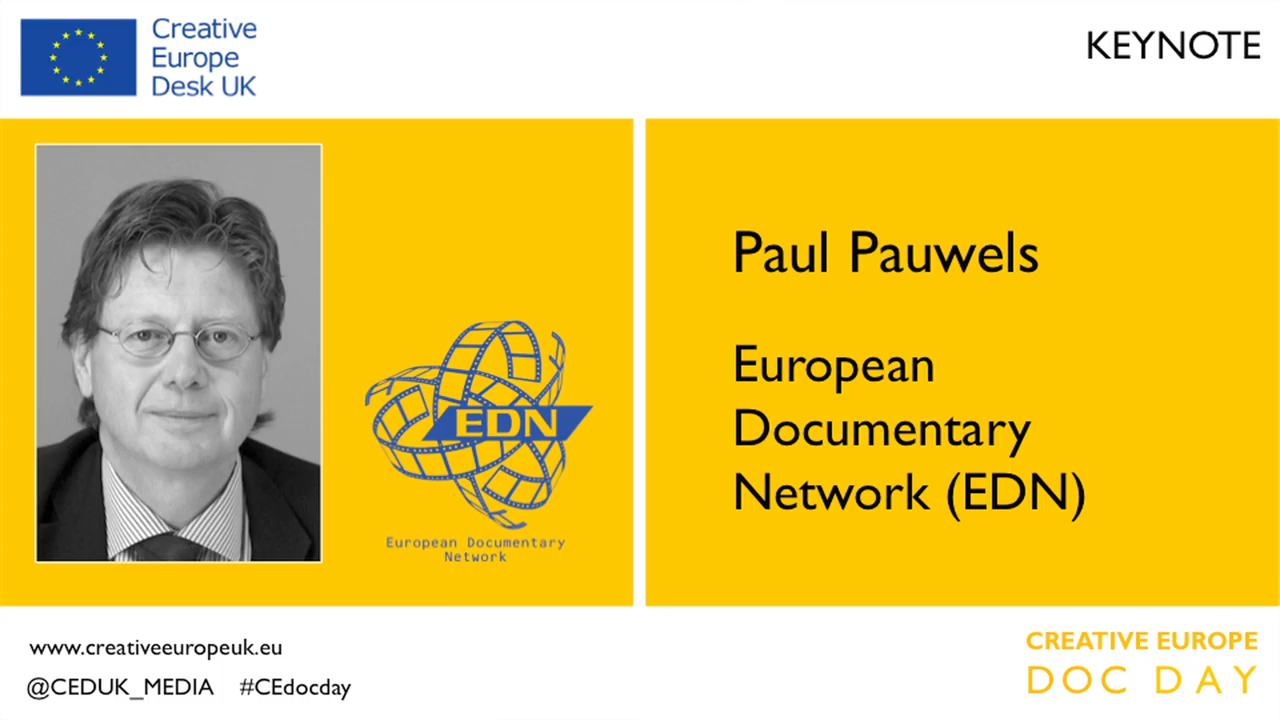 Creative
Europe
Desk UK
KEYNOTE
EDN
European Documentary
Network
Paul Pauwels
European
Documentary
Network (EDN)
www.creativeeuropeuk.eu
@CEDUK_MEDIA #CEdocday
CREATIVE EUROPE
DOC DAY